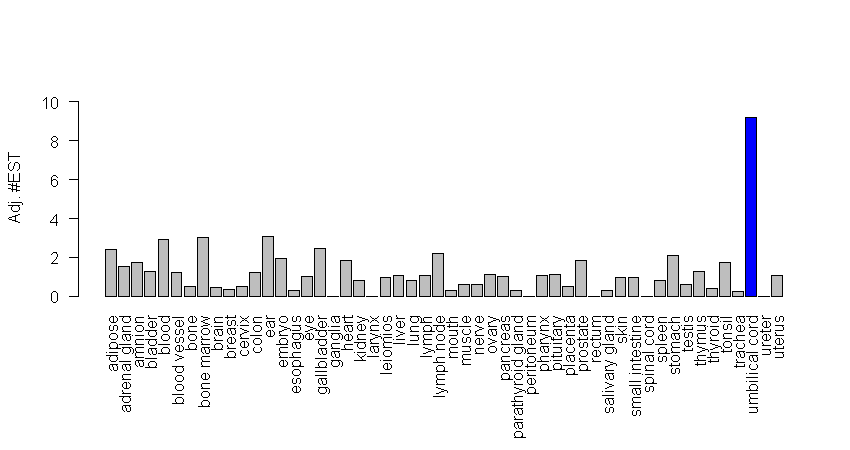 Adj. #EST
10
8
6
4
2
0
adipose
adrenal gland
amnion
bladder
blood
blood vessel
bone
bone marrow
brain
breast
cervix
colon
ear
embryo
esophagus
eye
gallbladder
ganglia
heart
kidney
larynx
leiomios
liver
lung
lymph
lymph node
mouth
muscle
nerve
ovary
pancreas
parathyroid gland
peritoneum
pharynx
pituitary
placenta
prostate
rectum
salivary gland
skin
small intestine
spinal cord
spleen
stomach
testis
thymus
thyroid
tonsil
trachea
umbilical cord
ureter
uterus